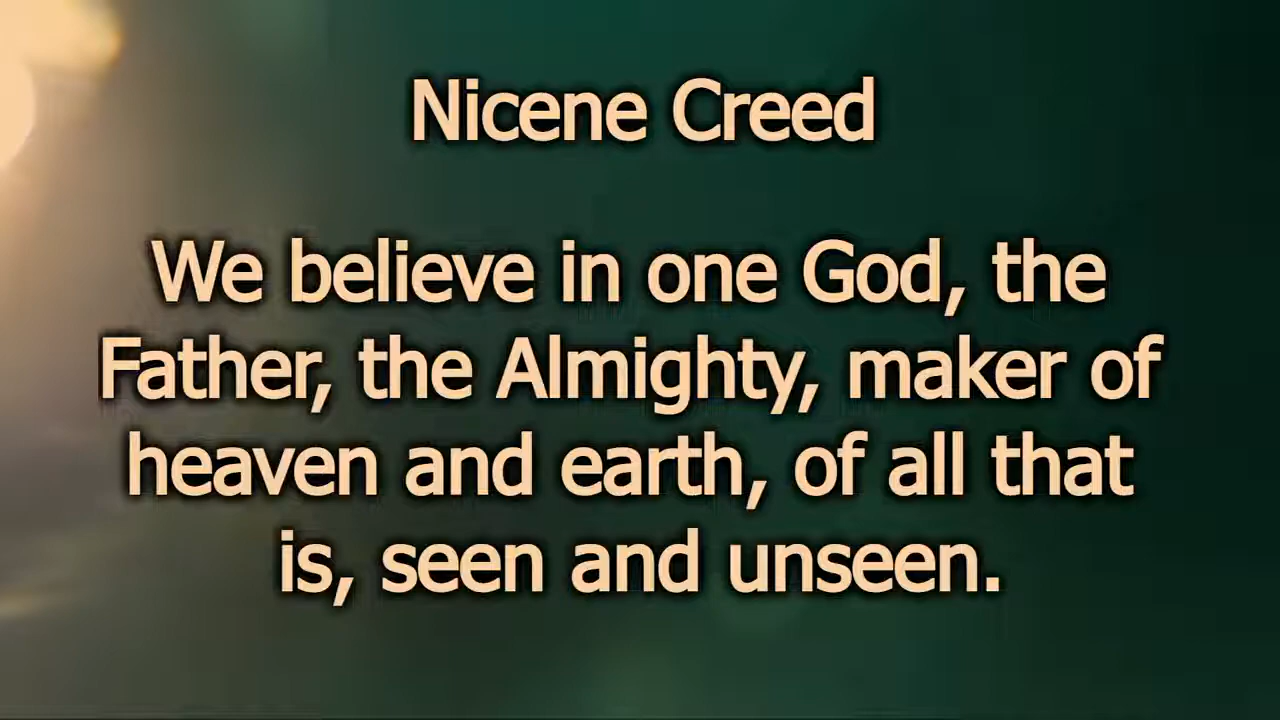 Nicene Creed
We believe in one God, the
Father, the Almighty, maker of
heaven and earth, of all that
is, seen and unseen.